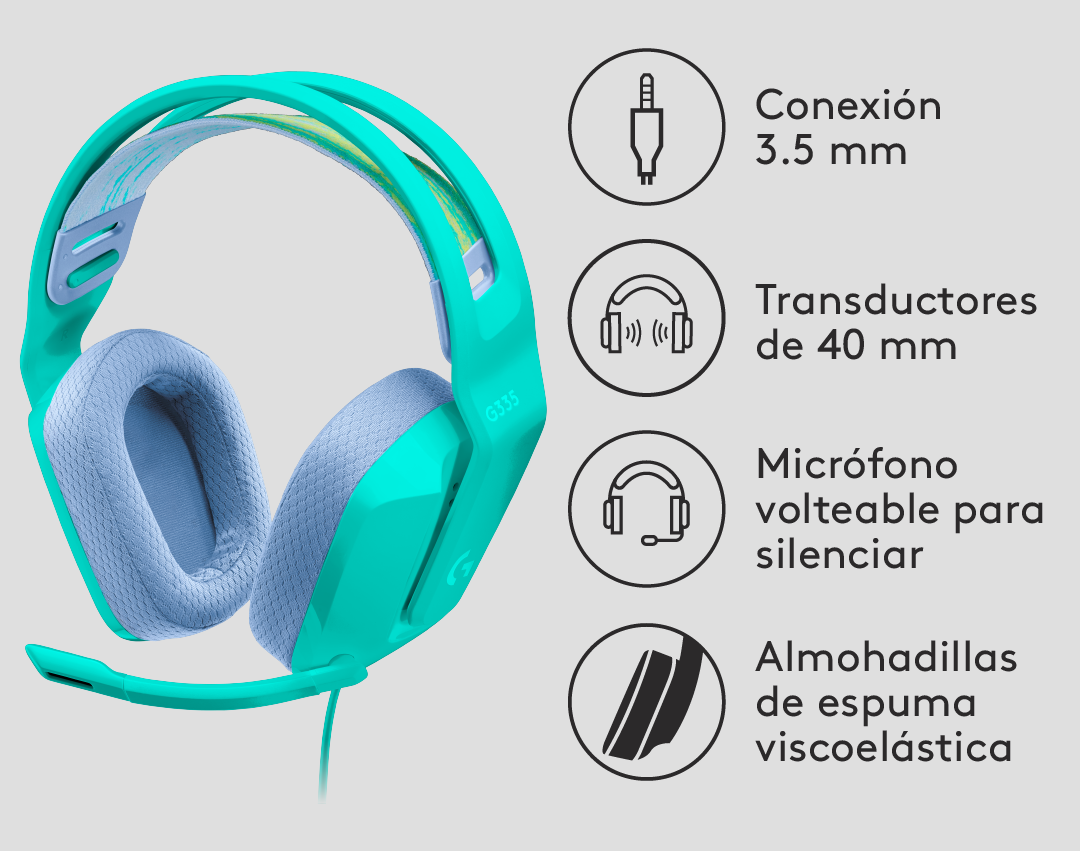 G335
Conexión
3.5 mm
Transductores
de 40 mm
Micrófono
volteable para
silenciar
Almohadillas
de espuma
viscoelástica